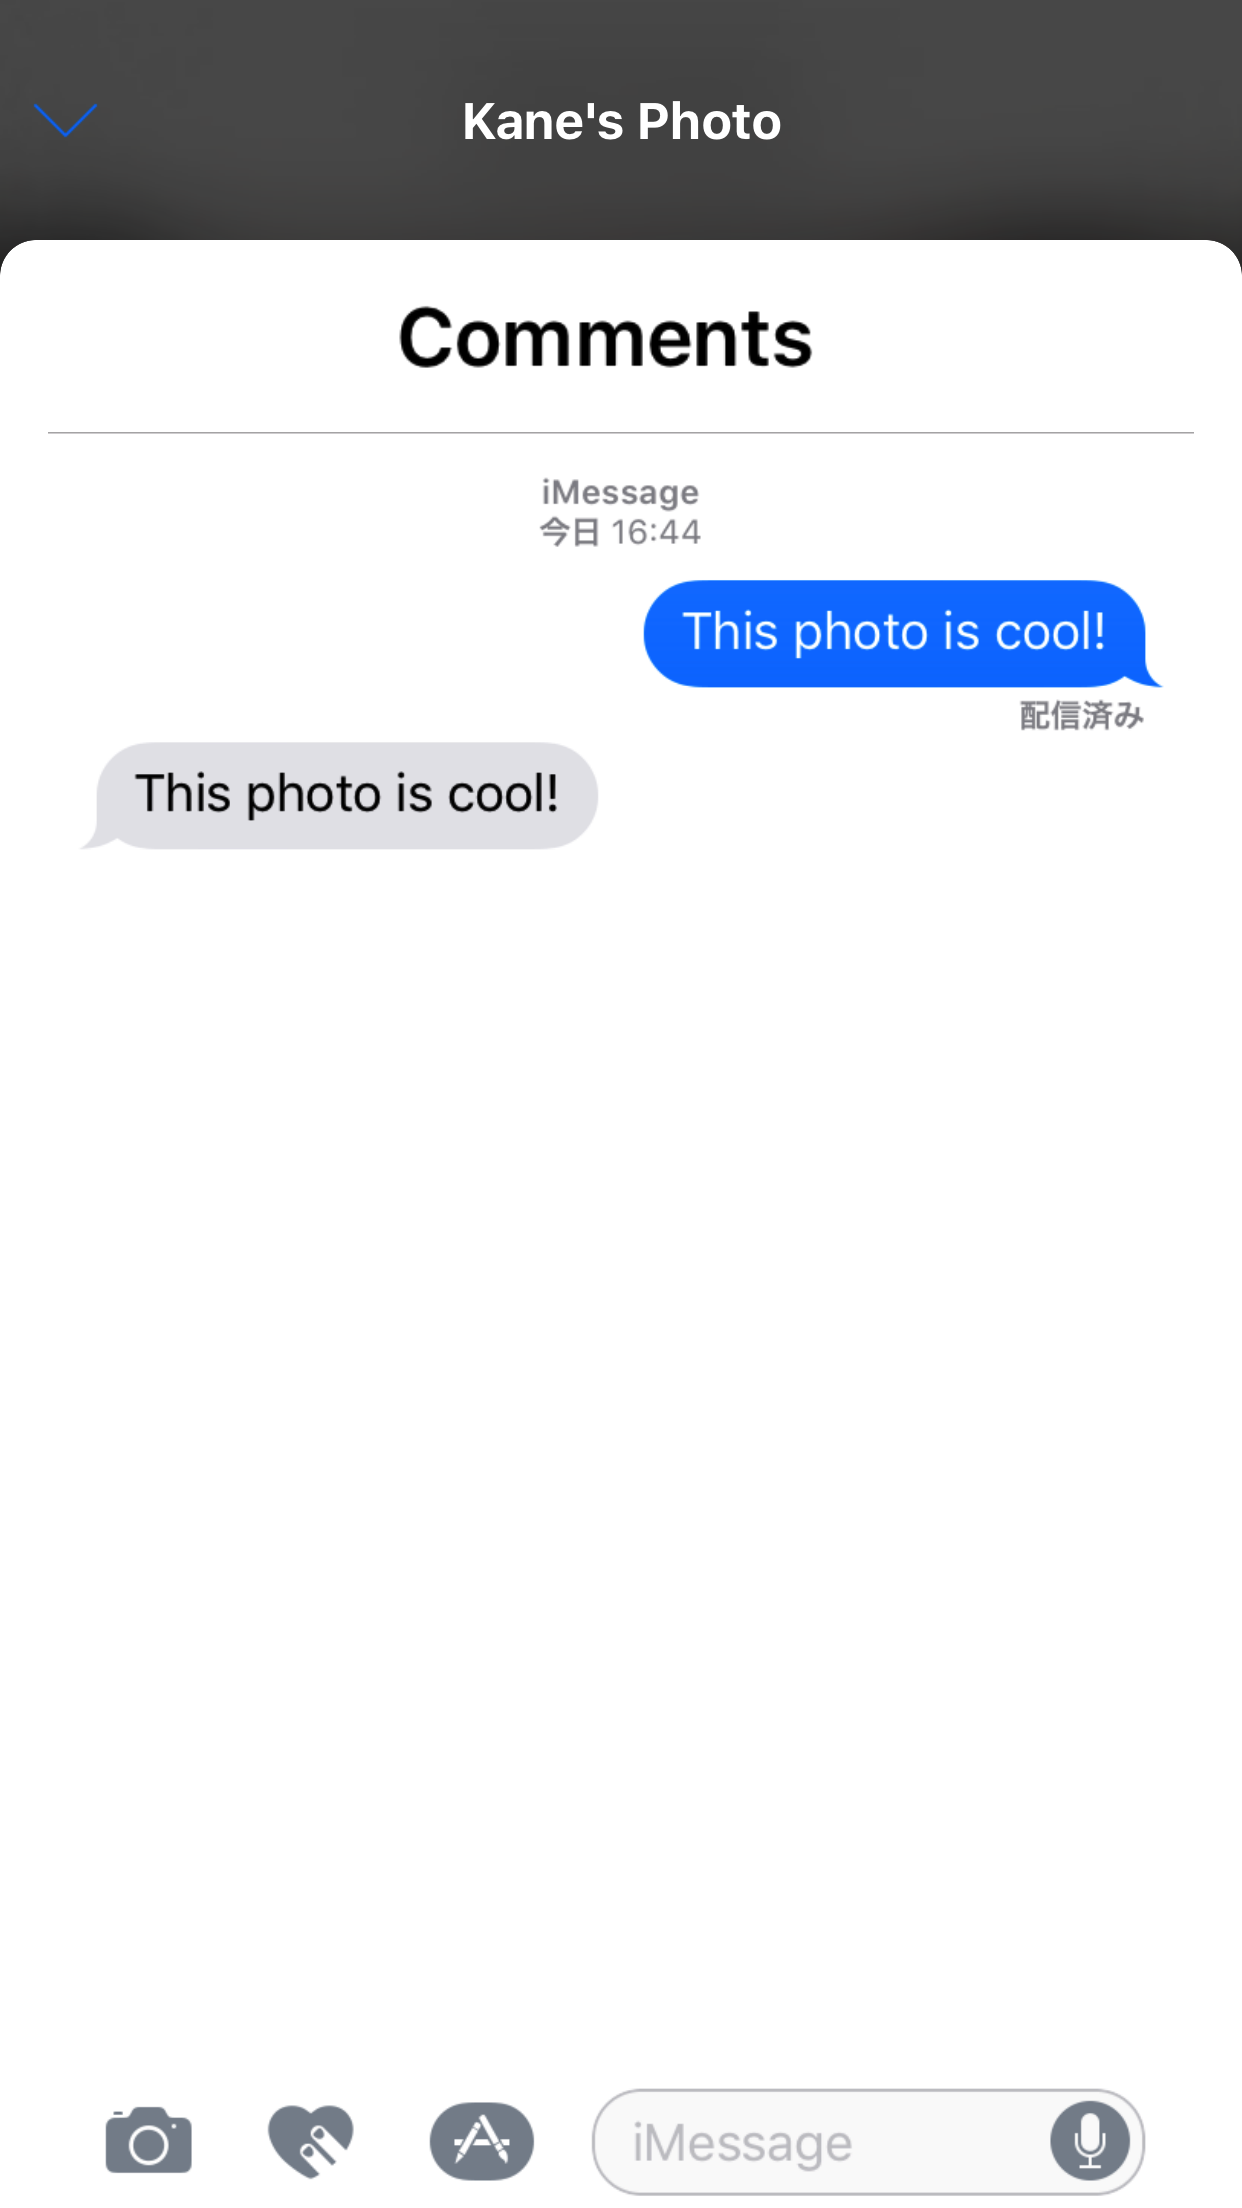 Kane's Photo
Comments
iMessage
今日 16:44
This photo is cool!
配信済み
This photo is cool!
iMessage